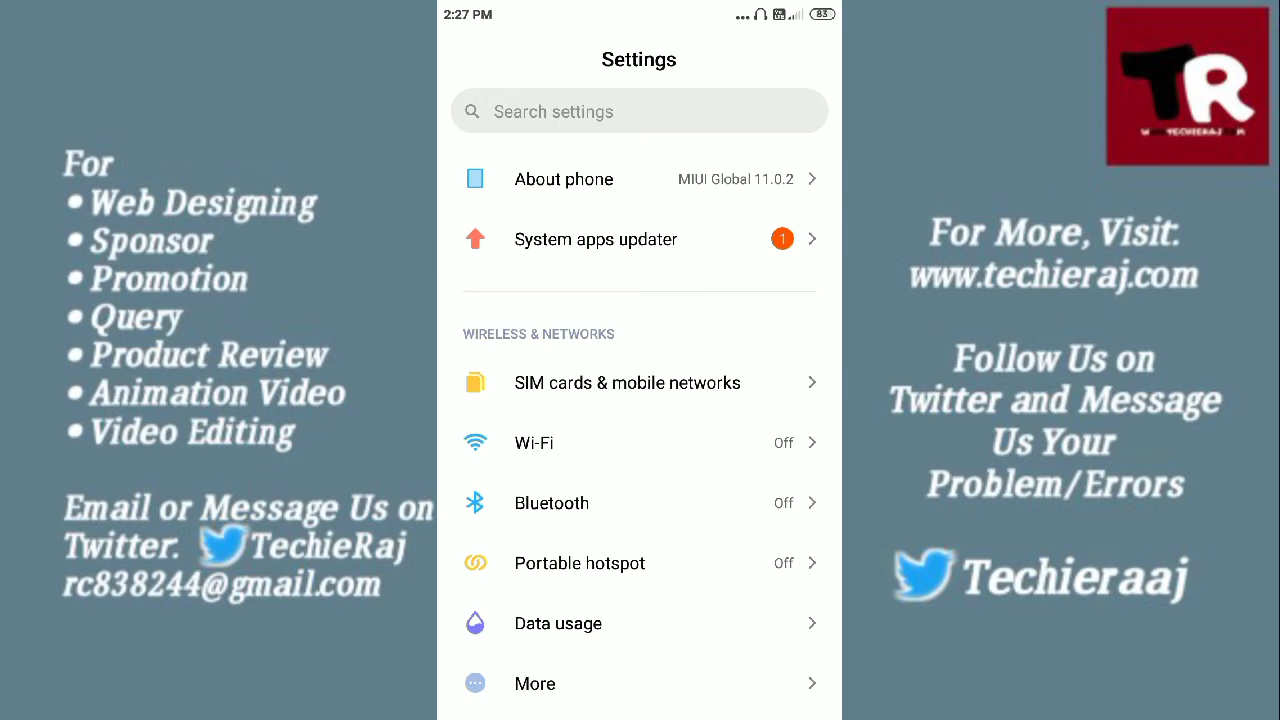 For
• Web Designing
• Sponsor
• Promotion
• Query
• Product Review
• Animation Video
• Video Editing
Email or Message Us on
Twitter. TechieRaj
rc838244@gmail.com
2:27 PM
83
Settings
Search settings
About phone MIUI Global 11.0.2
System apps updater 1
WIRELESS & NETWORKS
SIM cards & mobile networks
Wi-Fi Off
Bluetooth Off
Portable hotspot Off
Data usage
More
TR
For More, Visit:
www.techieraj.com
Follow Us on
Twitter and Message
Us Your
Problem/Errors
Techieraaj